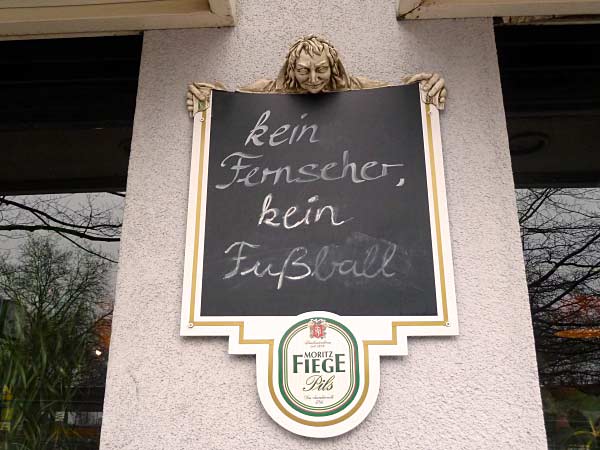 kein
Fernseher,
kein
Fußball
MORITZ
FIEGE
Pils